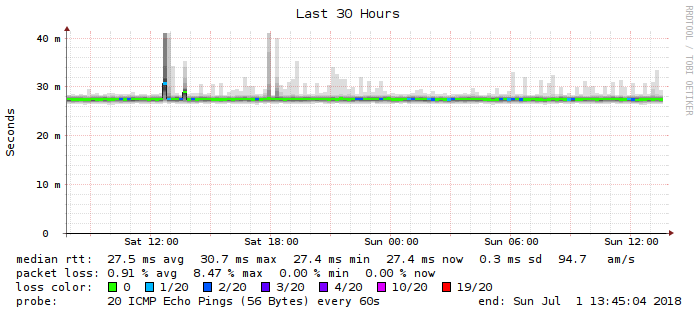 Last 30 Hours
RRDTOOL / TOBI OETIKER
Seconds
40 m
30 m
20 m
10 m
0
Sat 12:00 Sat 18:00 Sun 00:00 Sun 06:00 Sun 12:00
median rtt: 27.5 ms avg 30.7 ms max 27.4 ms min 27.4 ms now 0.3 ms sd 94.7 am/s
packet loss: 0.91 % avg 8.47 % max 0.00 % min 0.00 % now
loss color: 0 1/20 2/20 3/20 4/20 10/20 19/20
probe: 20 ICMP Echo Pings (56 Bytes) every 60s end: Sun Jul 1 13:45:04 2018